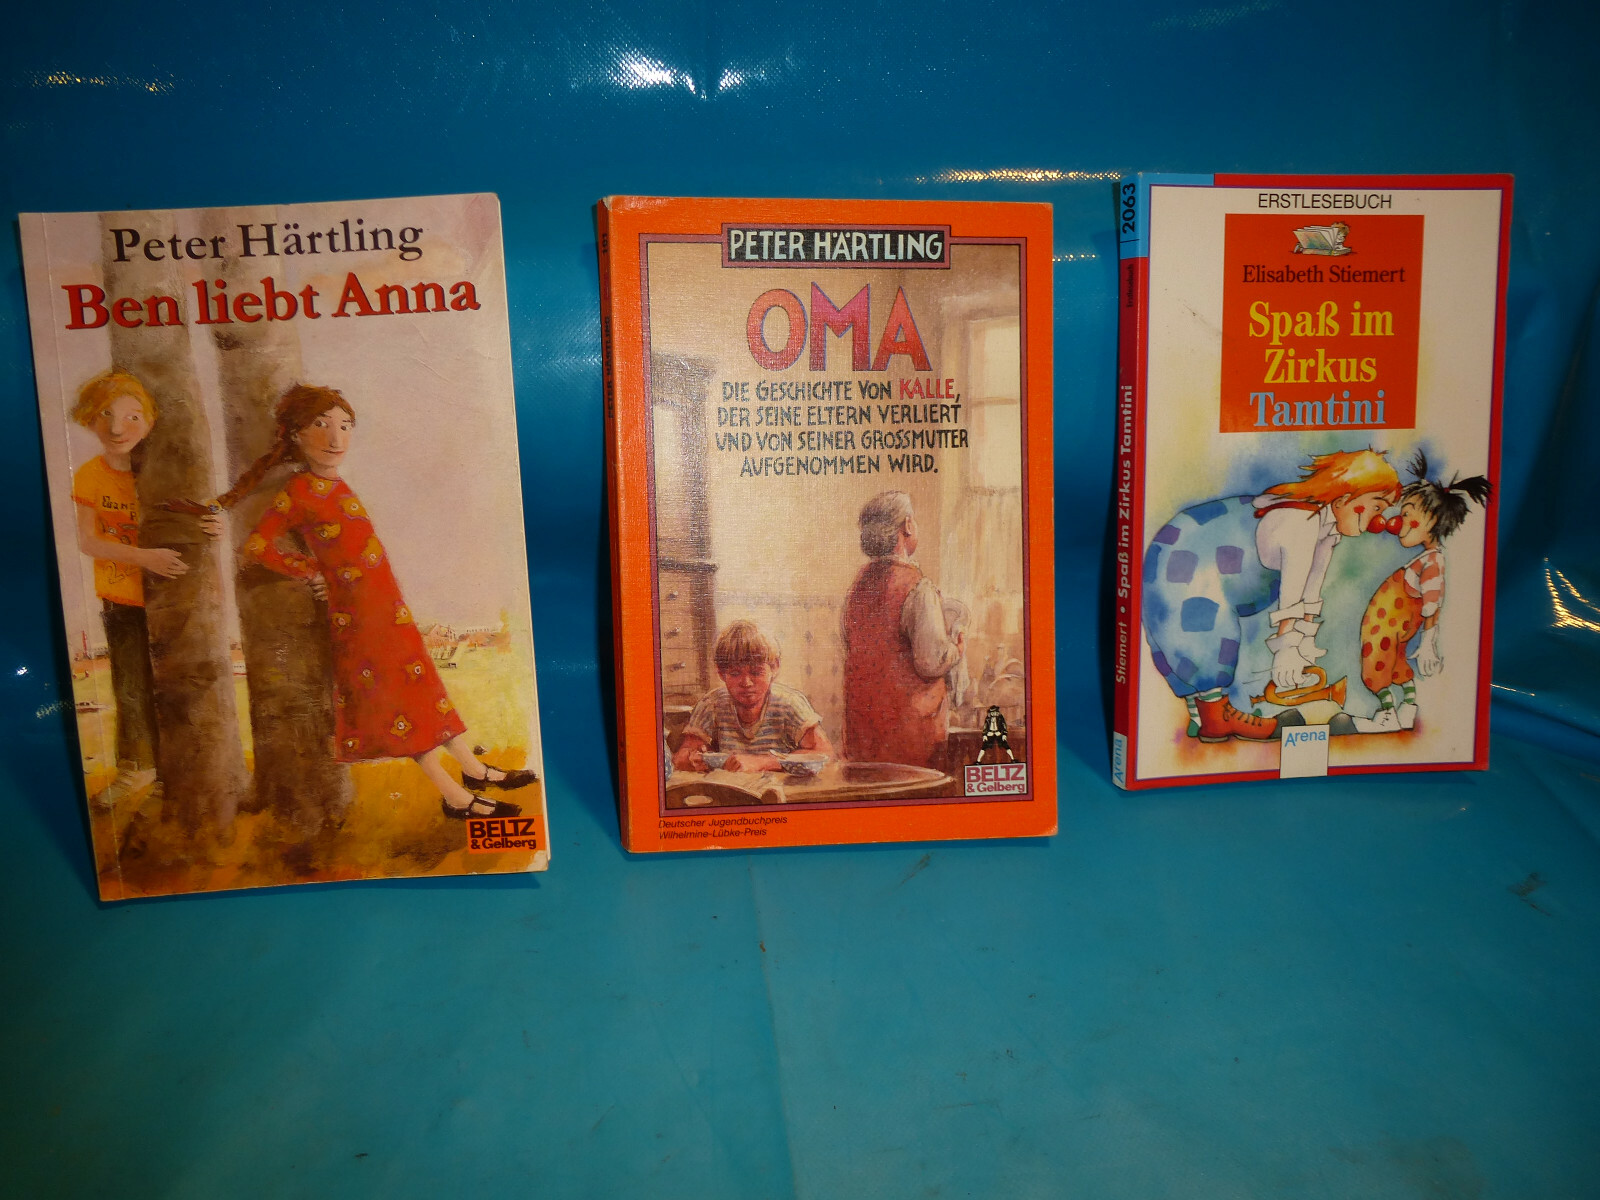 Peter Härtling
Ben liebt Anna
BELTZ
& Gelberg
PETER HÄRTLING
OMA
DIE GESCHICHTE VON KALLE,
DER SEINE ELTERN VERLIERT
UND VON SEINER GROSSMUTTER
AUFGENOMMEN WIRD.
BELTZ
& Gelberg
Deutscher Jugendbuchpreis
Wilhelmine-Lübke-Preis
2063
Stiemert • Spaß im Zirkus Tamtini
Arena
ERSTLESEBUCH
Elisabeth Stiemert
Spaß im
Zirkus
Tamtini
Arena